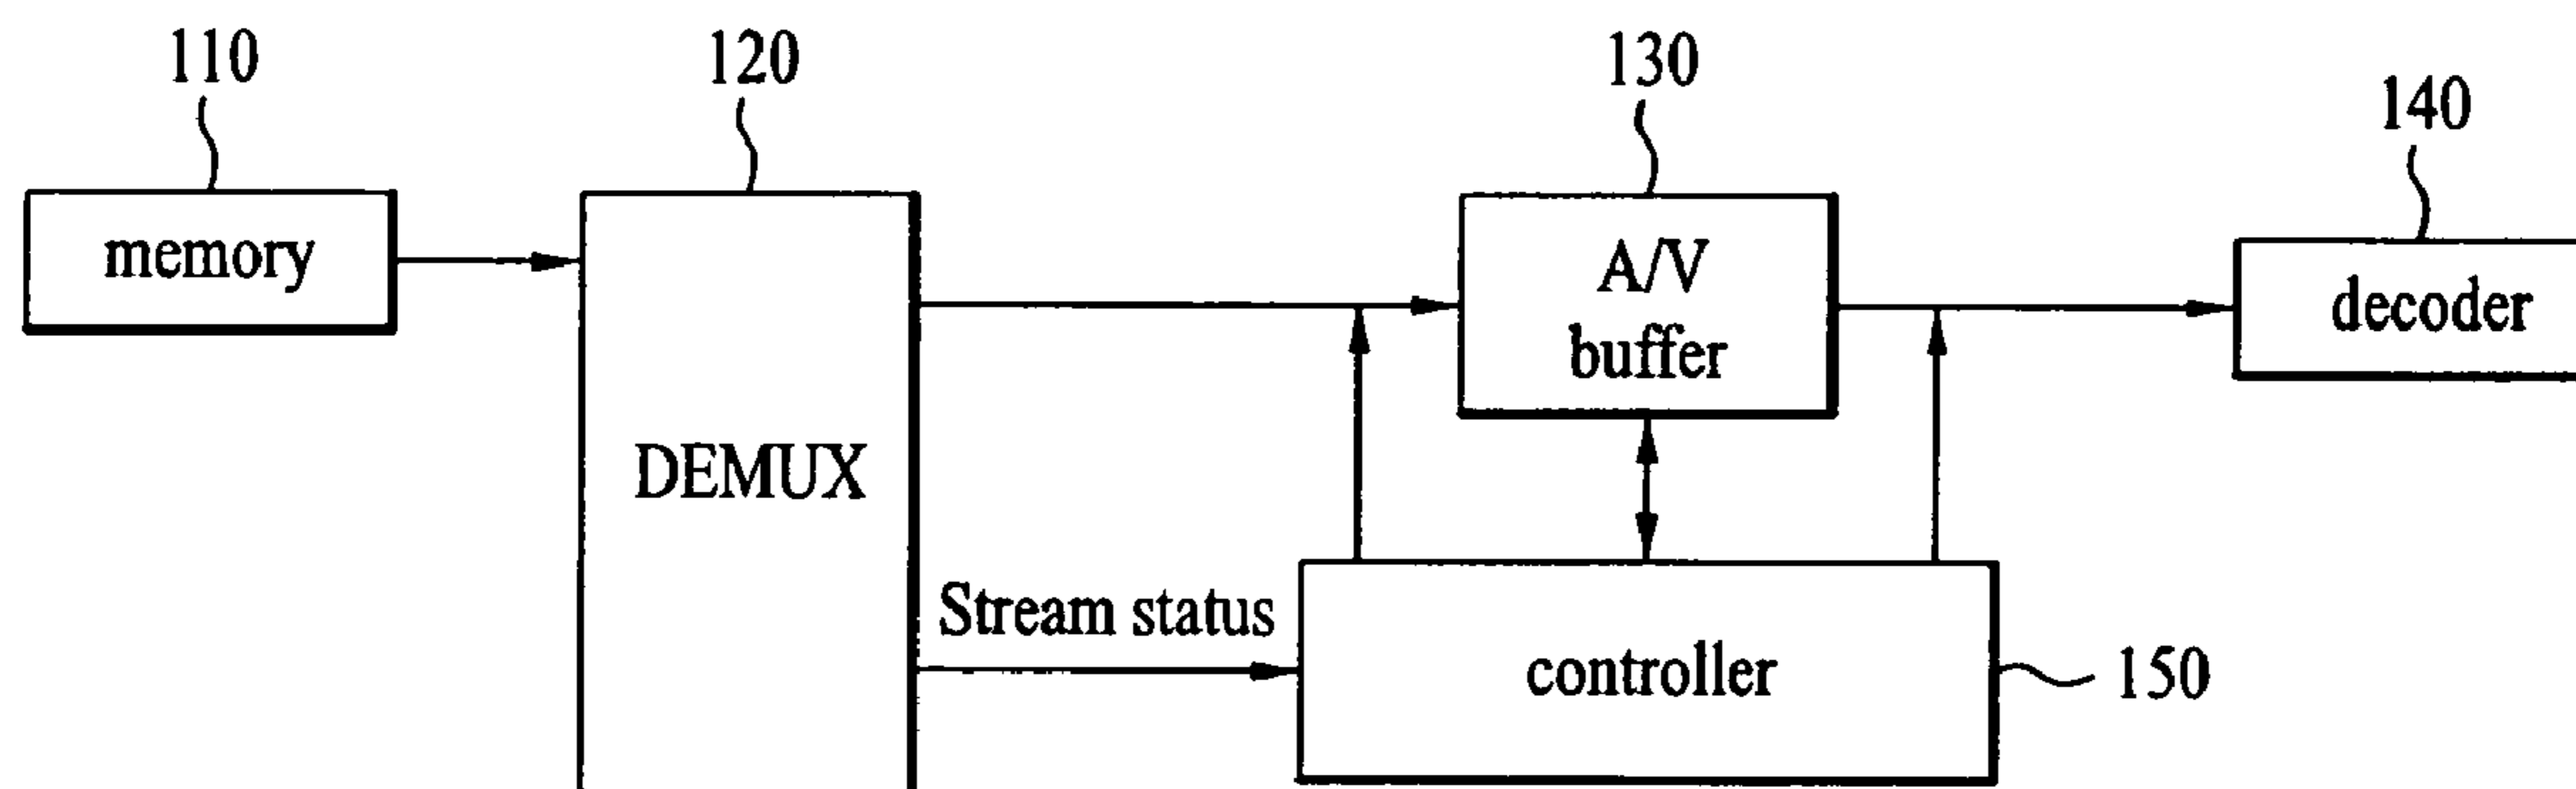 110
120
130
140
memory
A/V
buffer
decoder
DEMUX
Stream status
controller
150